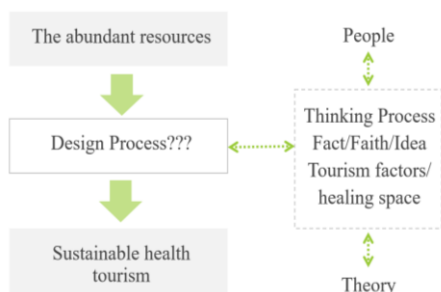 The abundant resources
Design Process???
Sustainable health
tourism
People
Thinking Process
Fact/Faith/Idea
Tourism factors/
healing space
Theory